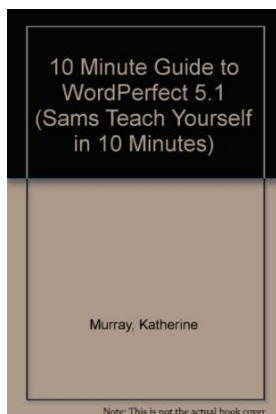 10 Minute Guide to
WordPerfect 5.1
(Sams Teach Yourself
in 10 Minutes)
Murray, Katherine
Note: This is not the actual book cover